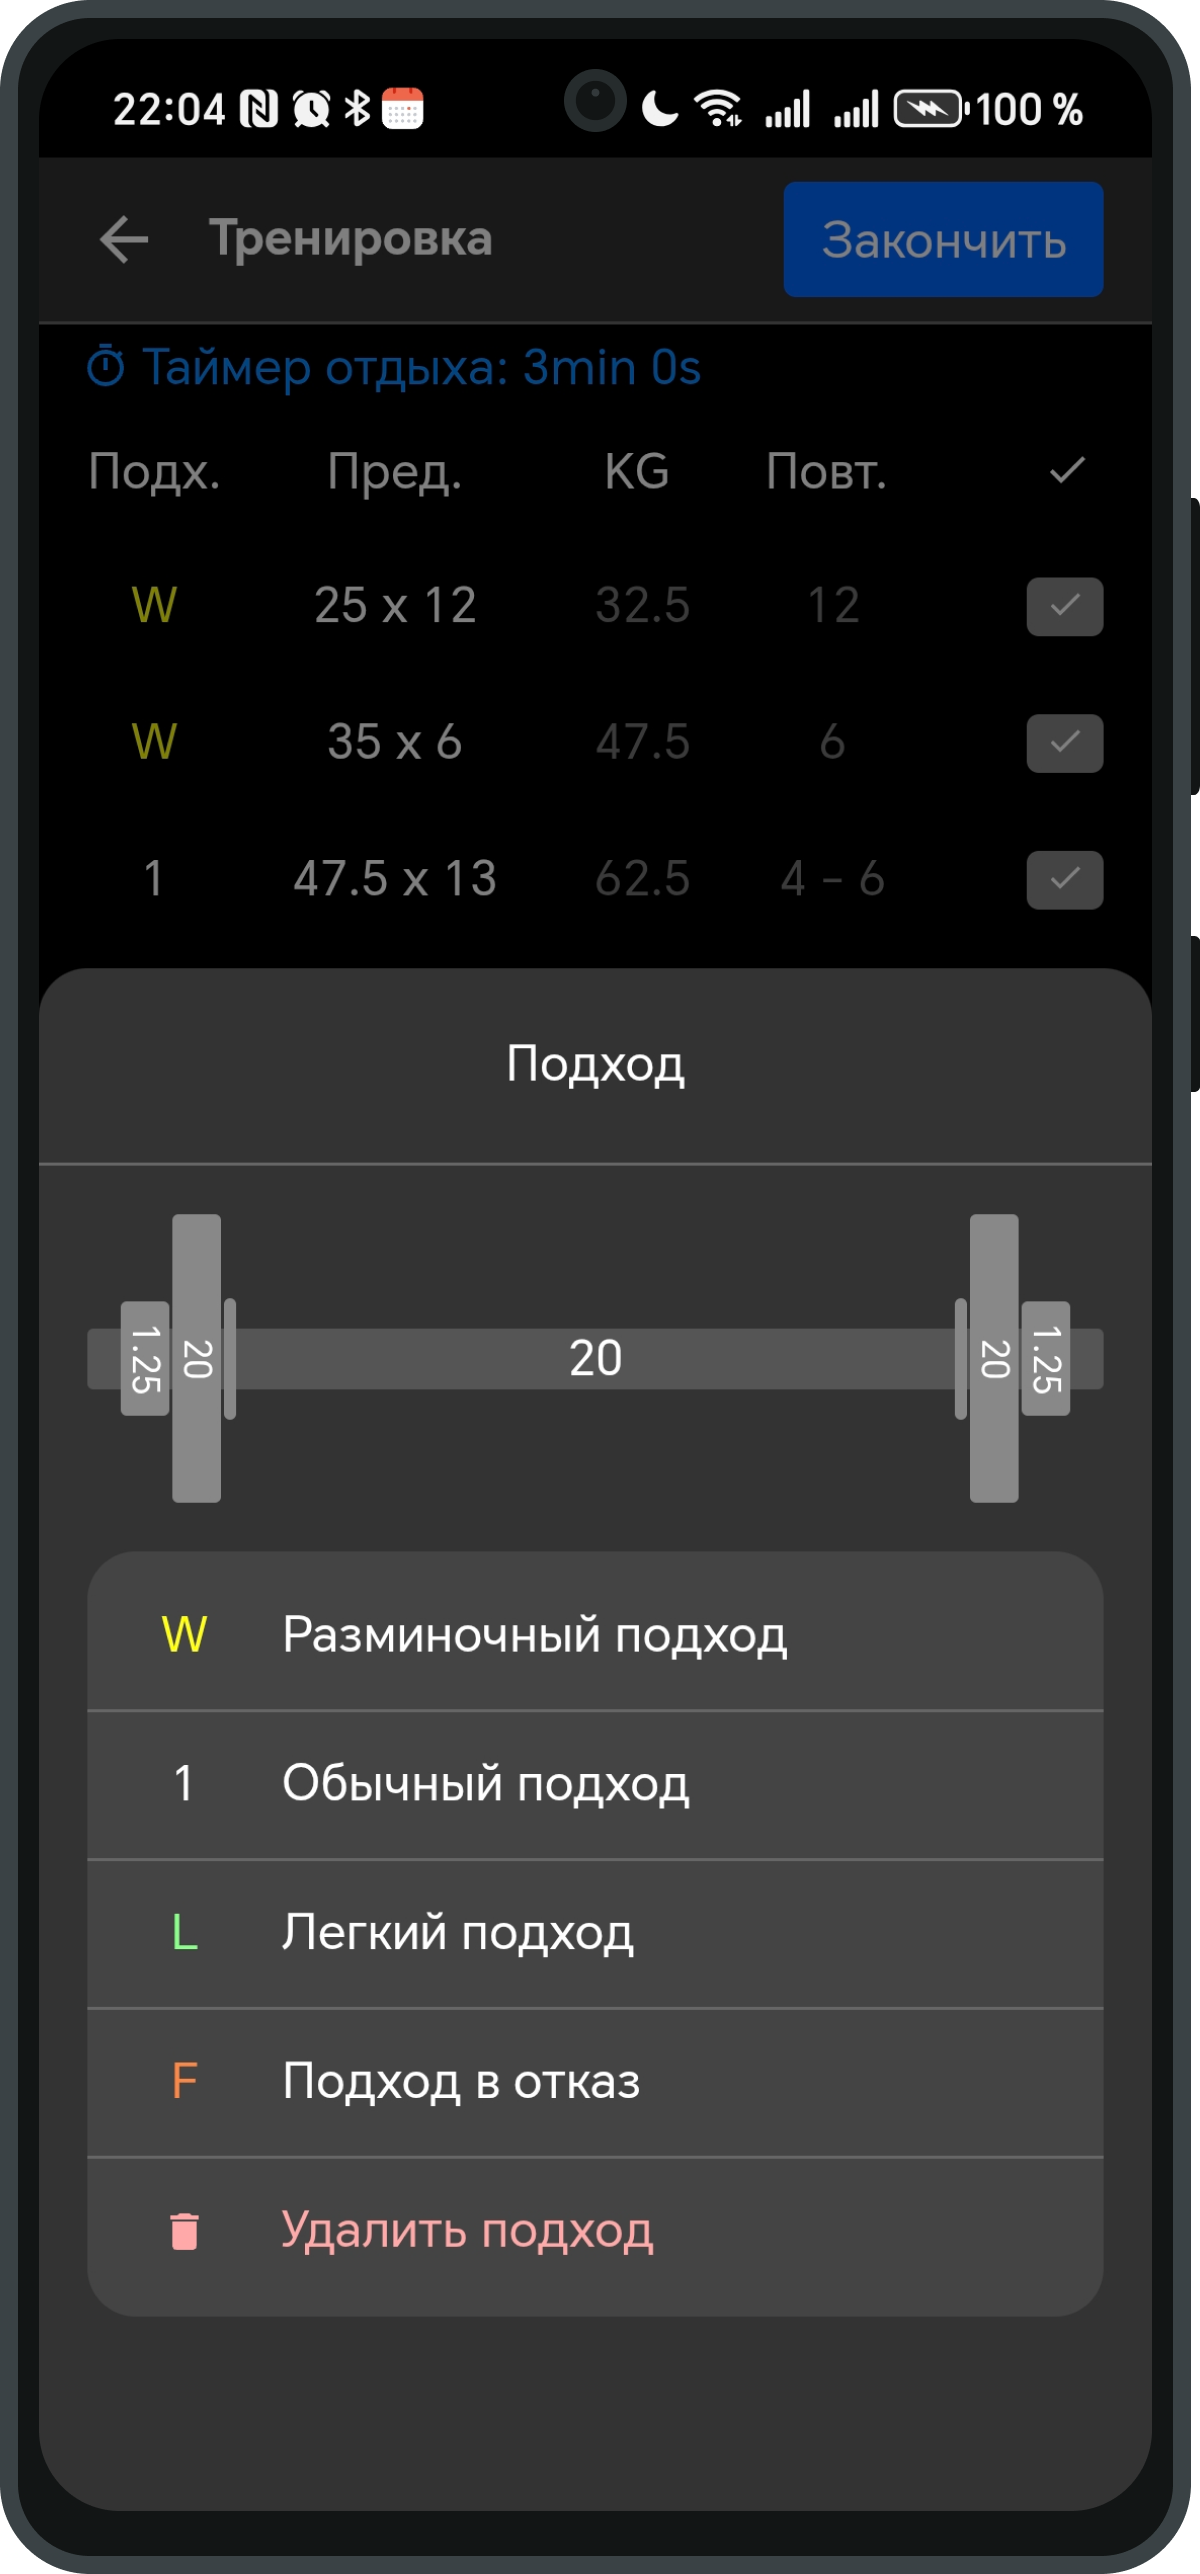 22:04 100 %
Тренировка Закончить
Таймер отдыха: 3min 0s
Подх. Пред. KG Повт.
W 25 x 12 32.5 12
W 35 x 6 47.5 6
1 47.5 x 13 62.5 4 - 6
Подход
1.25 20 20 20 1.25
W Разминочный подход
1 Обычный подход
L Легкий подход
F Подход в отказ
Удалить подход